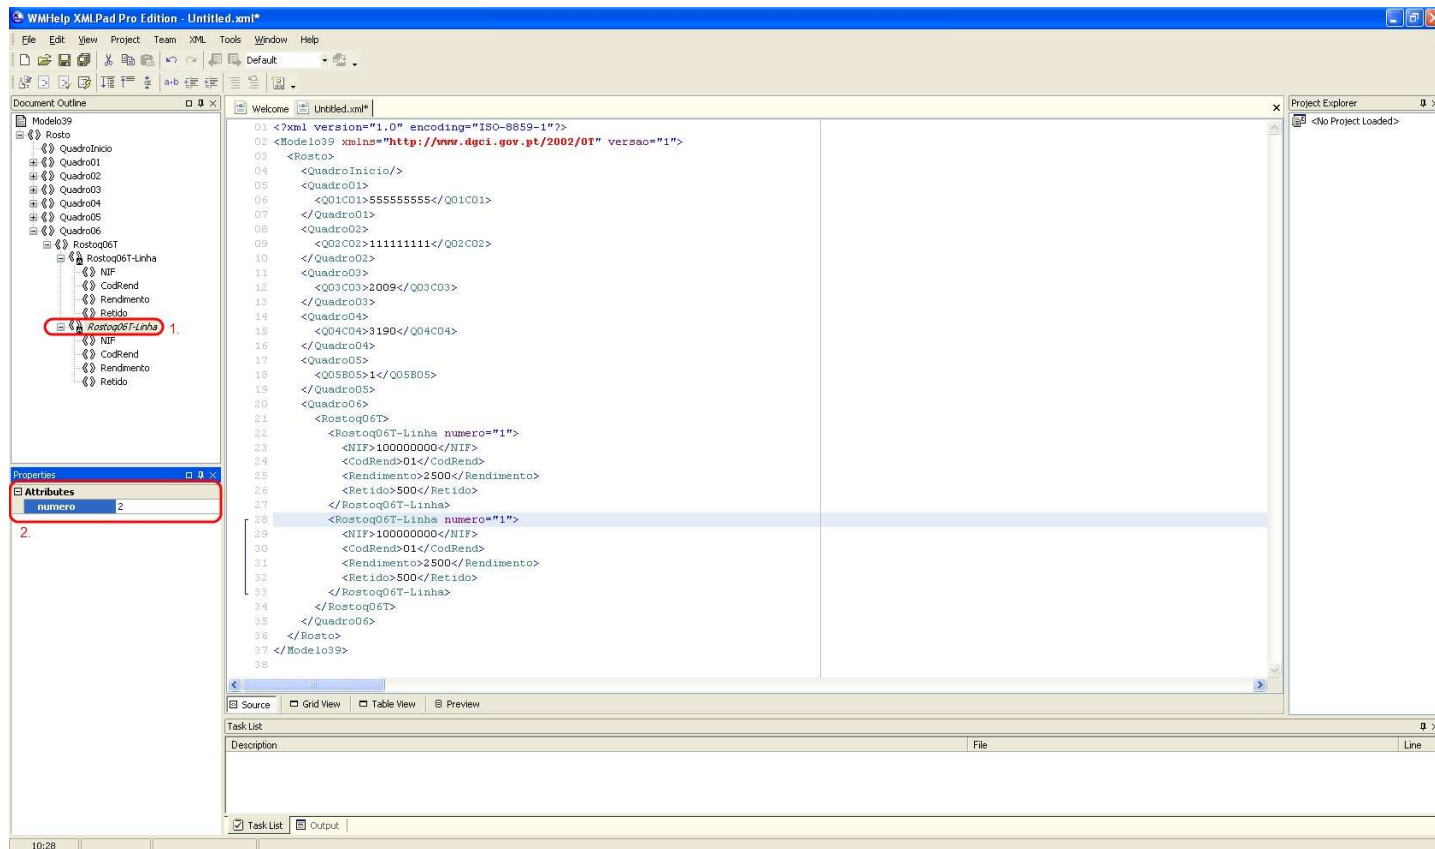 WMHelp XMLPad Pro Edition - Untitled.xml*
File Edit View Project Team XML Tools Window Help
Default
a+b
Document Outline
Modelo39
Rosto
QuadroInicio
Quadro01
Quadro02
Quadro03
Quadro04
Quadro05
Quadro06
Rostoq06T
Rostoq06T-Linha
NIF
CodRend
Rendimento
Retido
Rostoq06T-Linha 1.
NIF
CodRend
Rendimento
Retido
Properties
Attributes
numero 2
2.
Welcome Untitled.xml*
01 <?xml version="1.0" encoding="ISO-8859-1"?>
02 <Modelo39 xmlns="http://www.dgci.gov.pt/2002/OT" versao="1">
03 <Rosto>
04 <QuadroInicio/>
05 <Quadro01>
06 <Q01C01>555555555</Q01C01>
07 </Quadro01>
08 <Quadro02>
09 <Q02C02>111111111</Q02C02>
10 </Quadro02>
11 <Quadro03>
12 <Q03C03>2009</Q03C03>
13 </Quadro03>
14 <Quadro04>
15 <Q04C04>3190</Q04C04>
16 </Quadro04>
17 <Quadro05>
18 <Q05B05>1</Q05B05>
19 </Quadro05>
20 <Quadro06>
21 <Rostoq06T>
22 <Rostoq06T-Linha numero="1">
23 <NIF>100000000</NIF>
24 <CodRend>01</CodRend>
25 <Rendimento>2500</Rendimento>
26 <Retido>500</Retido>
27 </Rostoq06T-Linha>
28 <Rostoq06T-Linha numero="1">
29 <NIF>100000000</NIF>
30 <CodRend>01</CodRend>
31 <Rendimento>2500</Rendimento>
32 <Retido>500</Retido>
33 </Rostoq06T-Linha>
34 </Rostoq06T>
35 </Quadro06>
36 </Rosto>
37 </Modelo39>
38
Source Grid View Table View Preview
Project Explorer
<No Project Loaded>
Task List
Description File Line
Task List Output
10:28